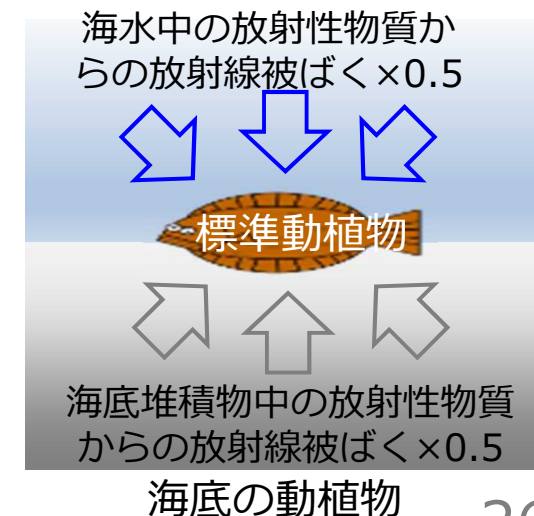 海水中の放射性物質か
らの放射線被ばく×0.5
標準動植物
海底堆積物中の放射性物質
からの放射線被ばく×0.5
海底の動植物